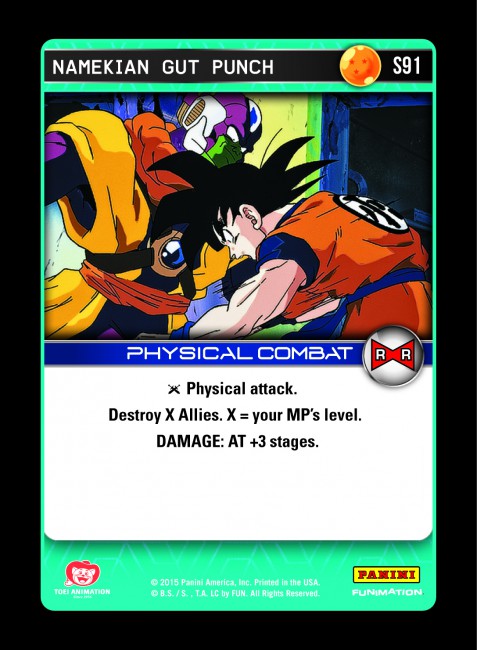 NAMEKIAN GUT PUNCH S91
PHYSICAL COMBAT R R
Physical attack.
Destroy X Allies. X = your MP's level.
DAMAGE: AT +3 stages.
TOEI ANIMATION
© 2015 Panini America, Inc. Printed in the USA.
© B.S. / S. , T.A. LC by FUN. All Rights Reserved.
PANINI
FUNIMATION